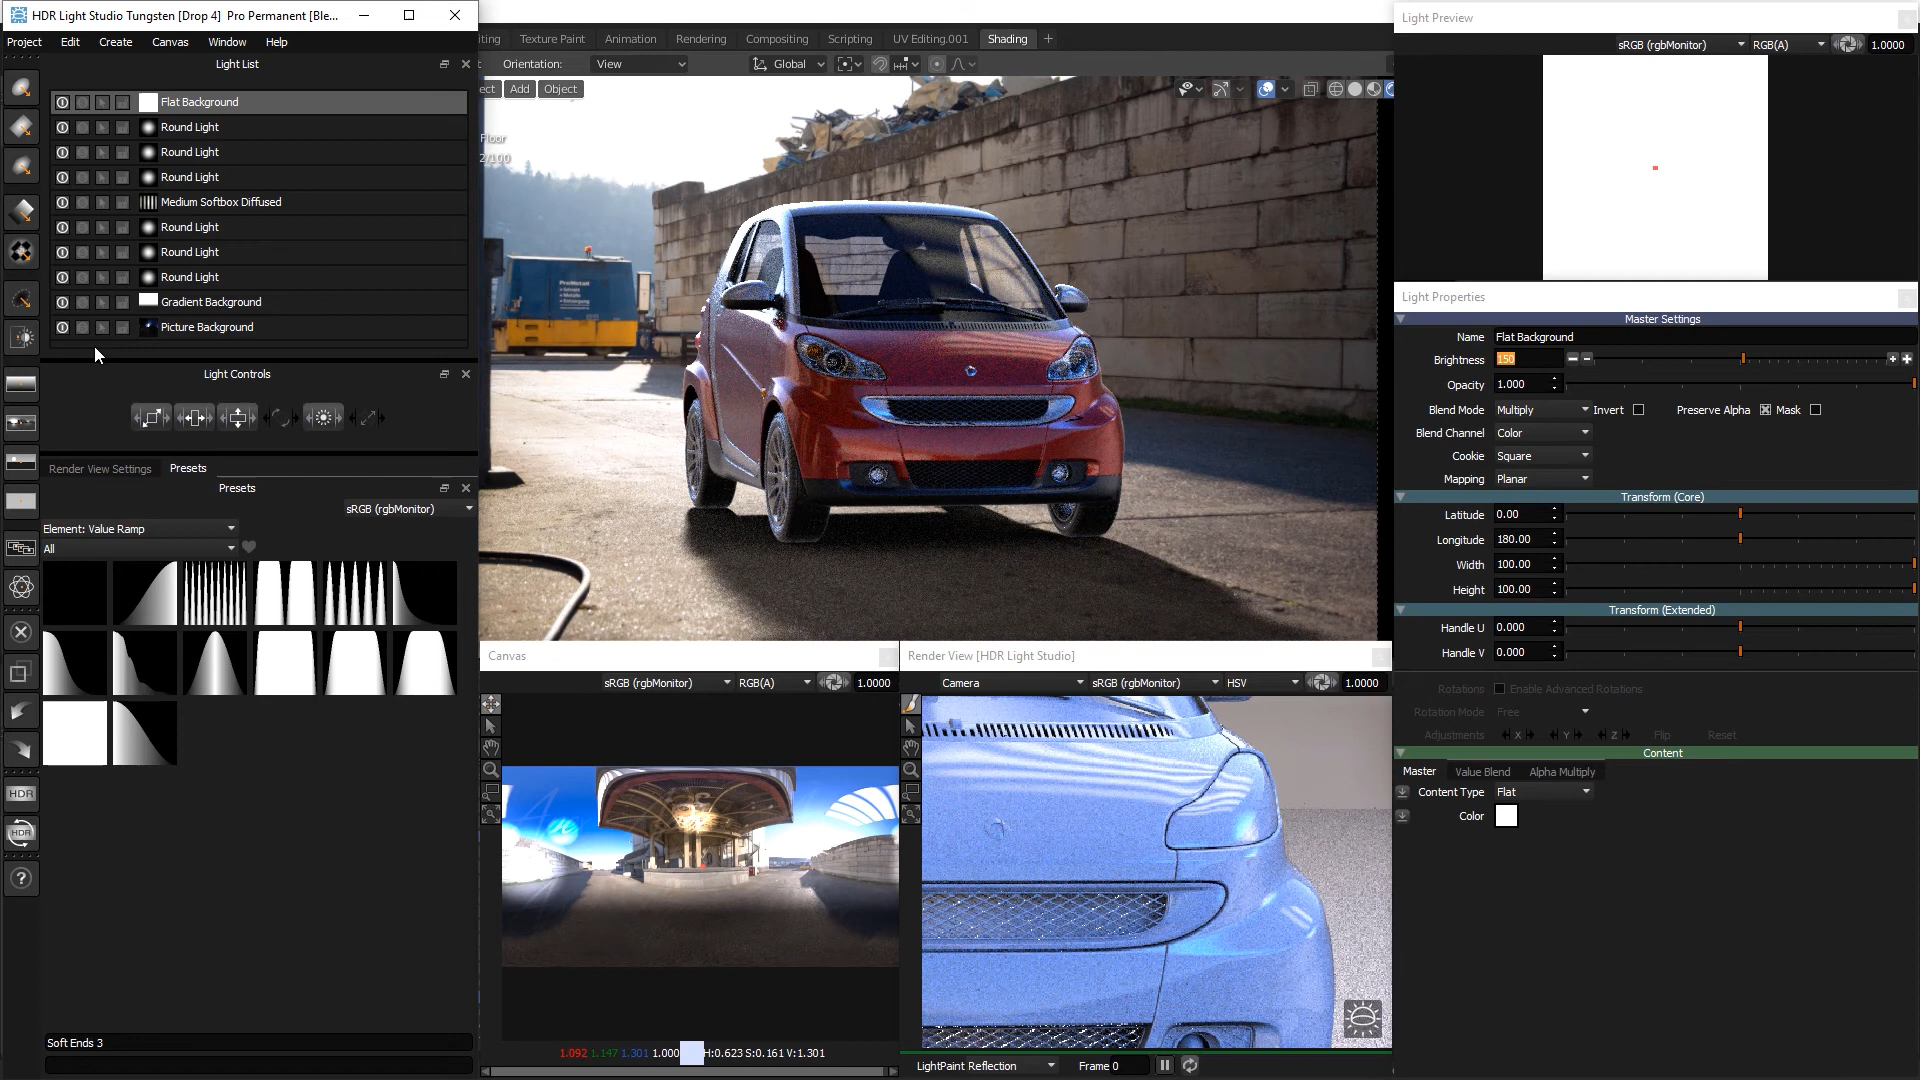 HDR Light Studio Tungsten [Drop 4] Pro Permanent [Ble...
Project Edit Create Canvas Window Help
Light List
Flat Background
Round Light
Round Light
Round Light
Medium Softbox Diffused
Round Light
Round Light
Round Light
Gradient Background
Picture Background
Light Controls
Render View Settings Presets
Presets
sRGB (rgbMonitor)
Element: Value Ramp
All
HDR
HDR
?
Soft Ends 3
iting Texture Paint Animation Rendering Compositing Scripting UV Editing.001 Shading +
Orientation: View Global
ect Add Object
Floor
2/100
ProMetall
Canvas
sRGB (rgbMonitor) RGB(A) 1.0000
1.092 1.147 1.301 1.000 H:0.623 S:0.161 V:1.301
Render View [HDR Light Studio]
Camera sRGB (rgbMonitor) HSV 1.0000
LightPaint Reflection Frame 0
Light Preview
sRGB (rgbMonitor) RGB(A) 1.0000
Light Properties
Master Settings
Name Flat Background
Brightness 150
Opacity 1.000
Blend Mode Multiply Invert Preserve Alpha Mask
Blend Channel Color
Cookie Square
Mapping Planar
Transform (Core)
Latitude 0.00
Longitude 180.00
Width 100.00
Height 100.00
Transform (Extended)
Handle U 0.000
Handle V 0.000
Rotations Enable Advanced Rotations
Rotation Mode Free
Adjustments X Y Z Flip Reset
Content
Master Value Blend Alpha Multiply
Content Type Flat
Color